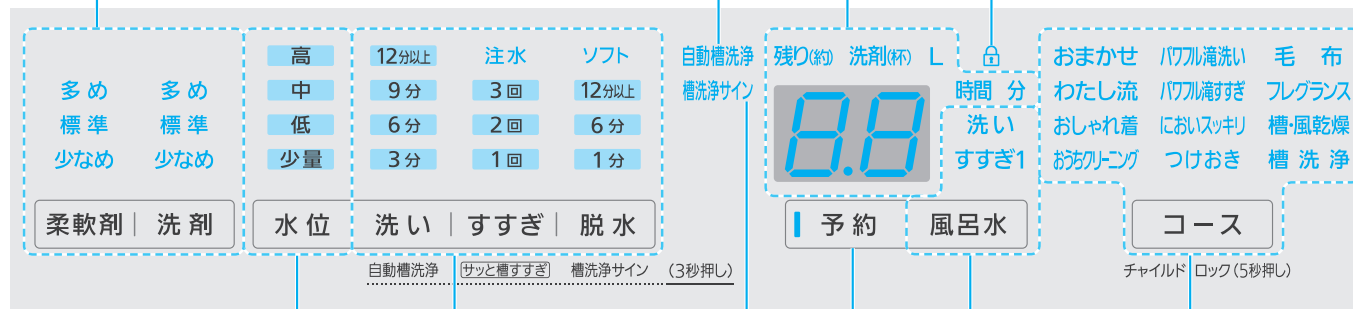 高 12分以上 注水 ソフト 自動槽洗浄 残り(約) 洗剤(杯) L おまかせ パワフル滝洗い 毛布
多め 多め 中 9分 3回 12分以上 槽洗浄サイン 時間 分 わたし流 パワフル滝すすぎ フレグランス
標準 標準 低 6分 2回 6分 8.8 洗い おしゃれ着 においスッキリ 槽・風乾燥
少なめ 少なめ 少量 3分 1回 1分 すすぎ1 おうちクリーニング つけおき 槽洗浄
柔軟剤 | 洗剤 水位 洗い | すすぎ | 脱水 予約 風呂水 コース
自動槽洗浄 サッと槽すすぎ 槽洗浄サイン (3秒押し) チャイルドロック(5秒押し)